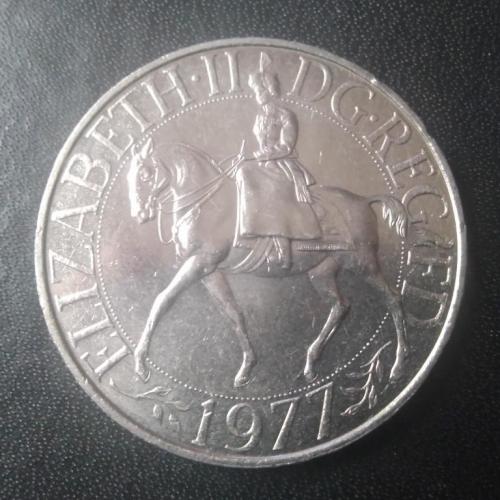 ELIZABETH·II D·G·REG F·D
1977